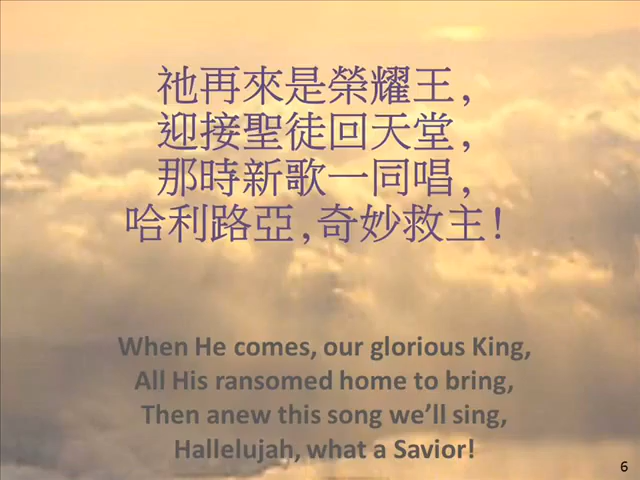 祂再來是榮耀王,
迎接聖徒回天堂,
那時新歌一同唱,
哈利路亞,奇妙救主!
When He comes, our glorious King,
All His ransomed home to bring,
Then anew this song we’ll sing,
Hallelujah, what a Savior!
6